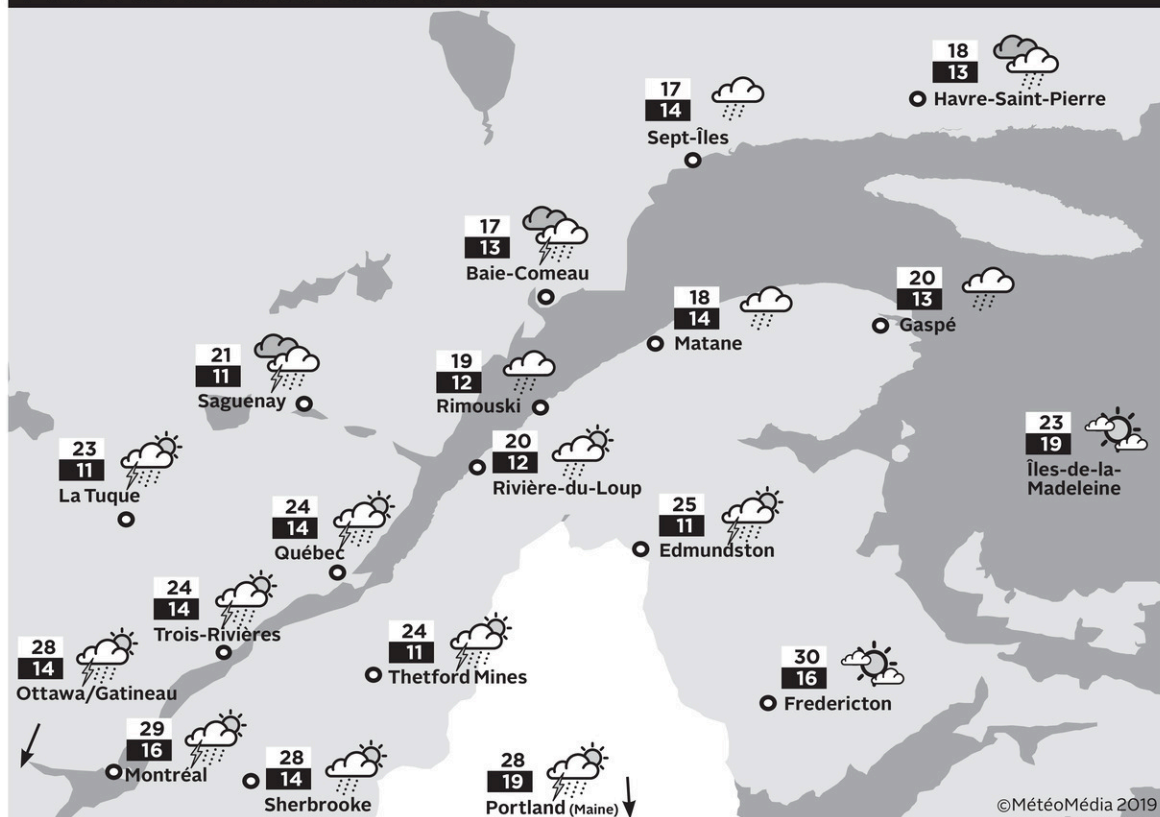 18
13
Havre-Saint-Pierre
17
14
Sept-Îles
17
13
Baie-Comeau
20
13
Gaspé
18
14
Matane
21
11
Saguenay
19
12
Rimouski
23
19
Îles-de-la-
Madeleine
23
11
La Tuque
20
12
Rivière-du-Loup
24
14
Québec
25
11
Edmundston
24
14
Trois-Rivières
28
14
Ottawa/Gatineau
24
11
Thetford Mines
30
16
Fredericton
29
16
Montréal
28
14
Sherbrooke
28
19
Portland (Maine)
©MétéoMédia 2019